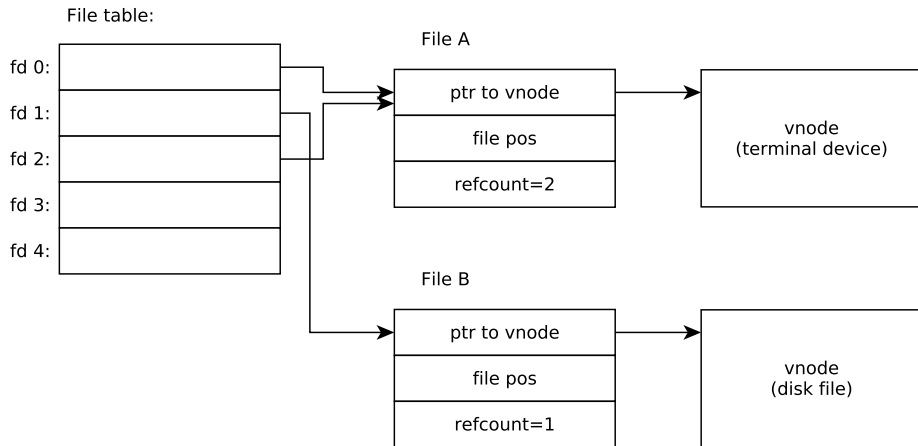 File table:
fd 0:
fd 1:
fd 2:
fd 3:
fd 4:
File A
ptr to vnode
file pos
refcount=2
vnode
(terminal device)
File B
ptr to vnode
file pos
refcount=1
vnode
(disk file)